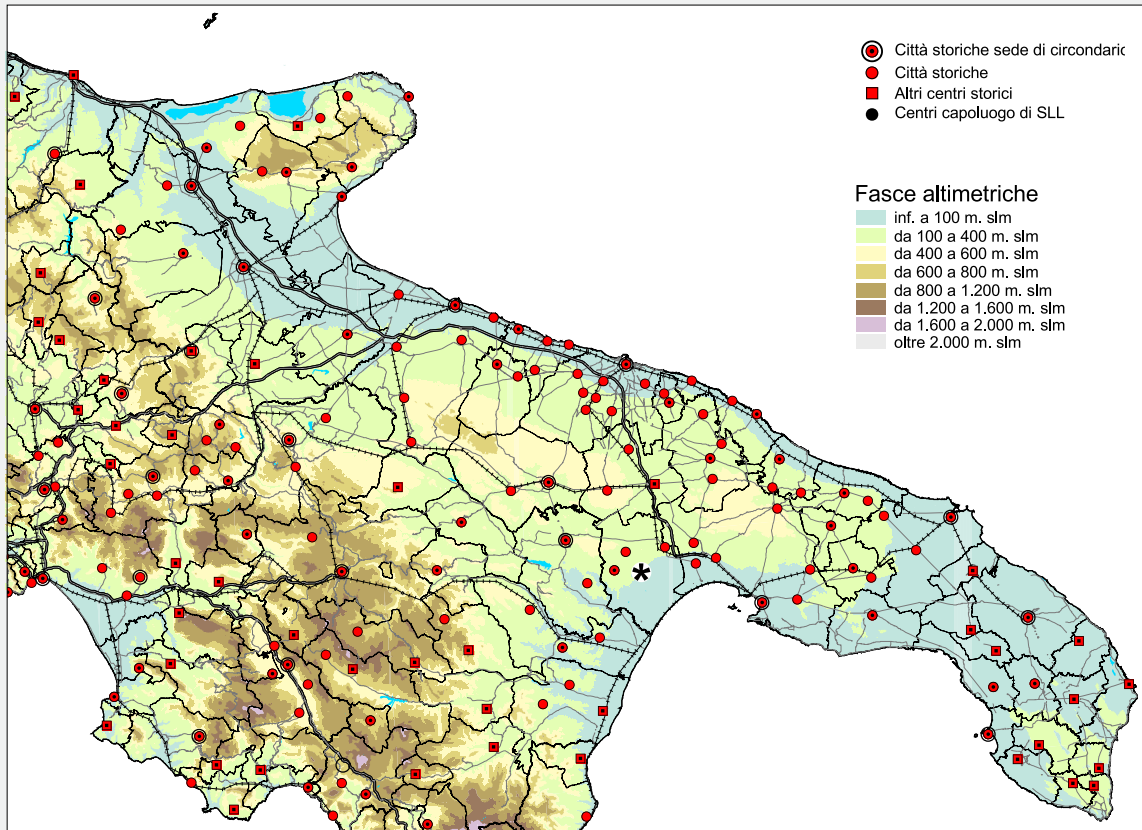 Città storiche sede di circondaric
Città storiche
Altri centri storici
Centri capoluogo di SLL
Fasce altimetriche
inf. a 100 m. slm
da 100 a 400 m. slm
da 400 a 600 m. slm
da 600 a 800 m. slm
da 800 a 1.200 m. slm
da 1.200 a 1.600 m. slm
da 1.600 a 2.000 m. slm
oltre 2.000 m. slm
*